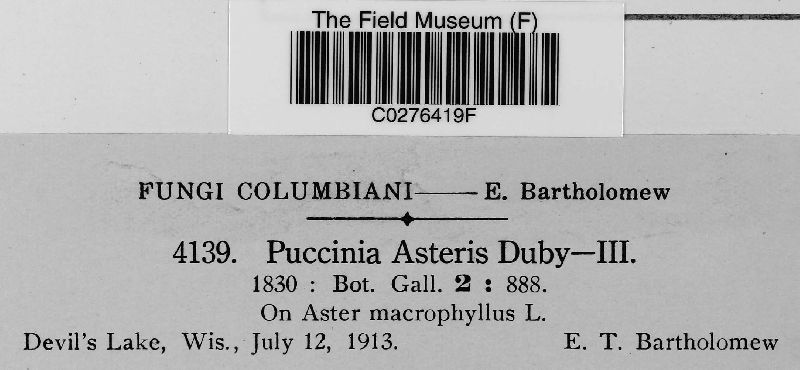 The Field Museum (F)
C0276419F
FUNGI COLUMBIANI—E. Bartholomew
4139. Puccinia Asteris Duby—III.
1830 : Bot. Gall. 2 : 888.
On Aster macrophyllus L.
Devil's Lake, Wis., July 12, 1913. E. T. Bartholomew